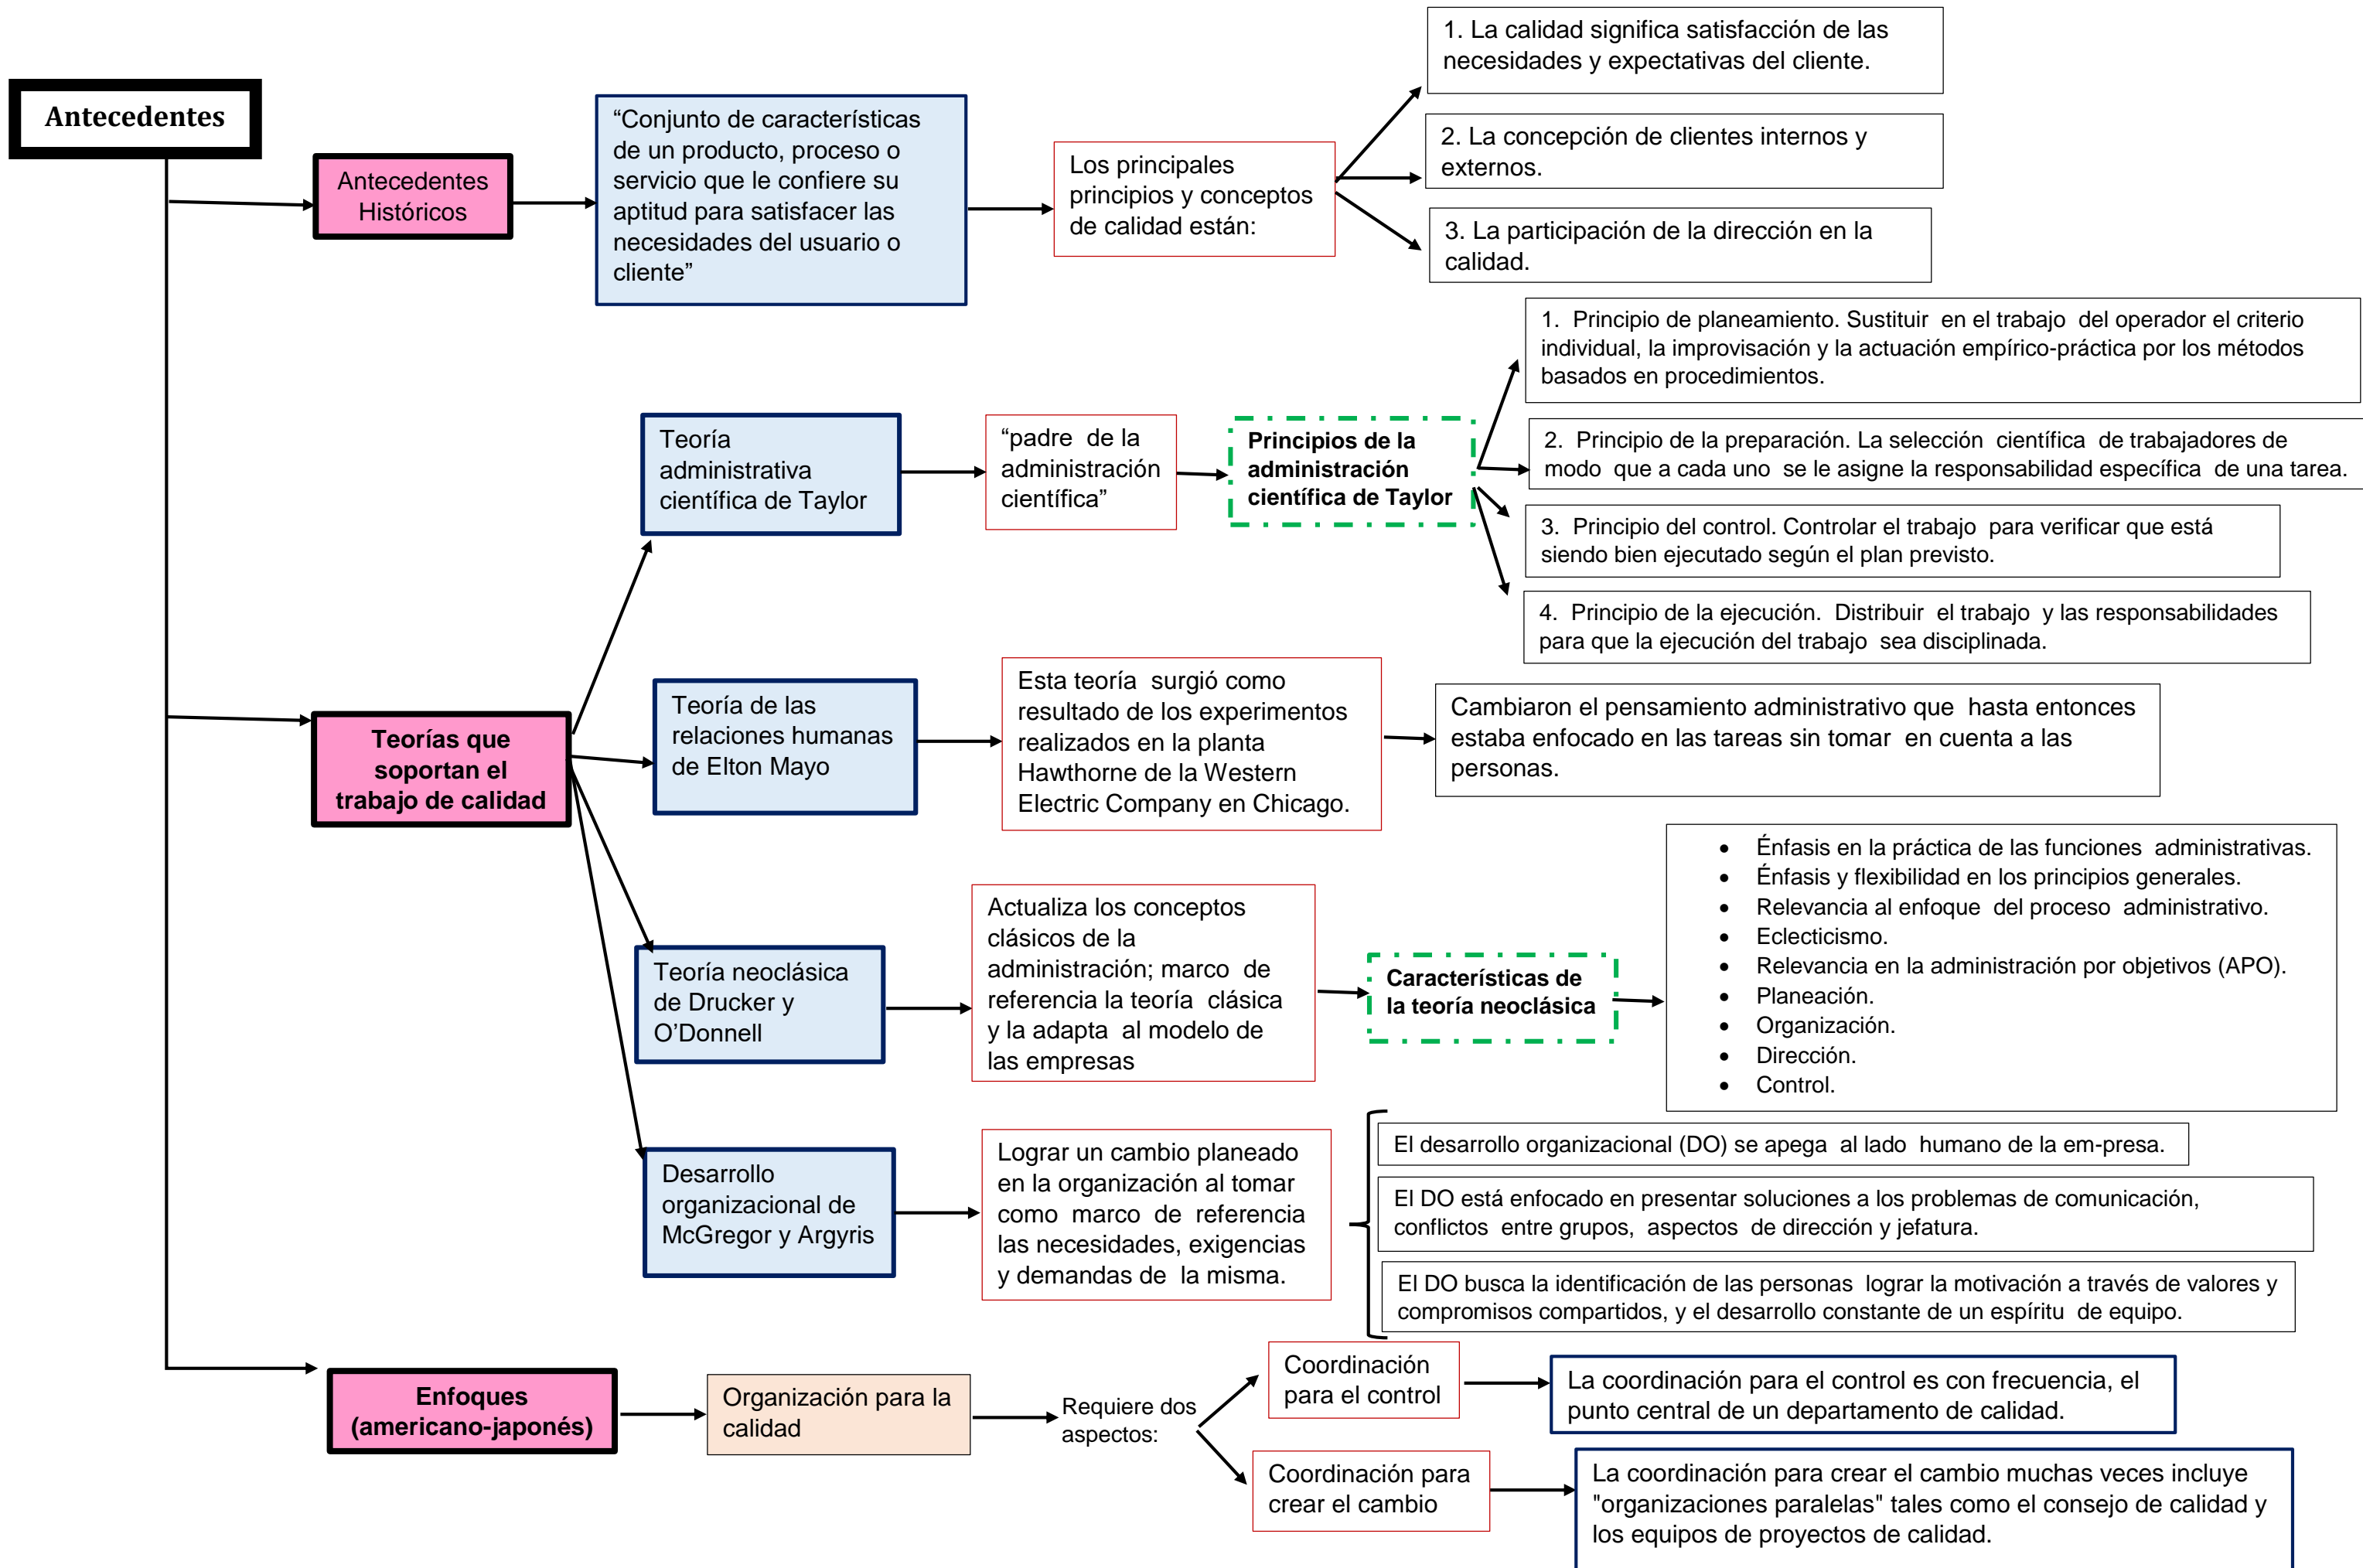 Antecedentes
Antecedentes
Históricos
“Conjunto de características
de un producto, proceso o
servicio que le confiere su
aptitud para satisfacer las
necesidades del usuario o
cliente”
Los principales
principios y conceptos
de calidad están:
1. La calidad significa satisfacción de las
necesidades y expectativas del cliente.
2. La concepción de clientes internos y
externos.
3. La participación de la dirección en la
calidad.
Teorías que
soportan el
trabajo de calidad
Teoría
administrativa
científica de Taylor
“padre de la
administración
científica”
Principios de la
administración
científica de Taylor
1. Principio de planeamiento. Sustituir en el trabajo del operador el criterio
individual, la improvisación y la actuación empírico-práctica por los métodos
basados en procedimientos.
2. Principio de la preparación. La selección científica de trabajadores de
modo que a cada uno se le asigne la responsabilidad específica de una tarea.
3. Principio del control. Controlar el trabajo para verificar que está
siendo bien ejecutado según el plan previsto.
4. Principio de la ejecución. Distribuir el trabajo y las responsabilidades
para que la ejecución del trabajo sea disciplinada.
Teoría de las
relaciones humanas
de Elton Mayo
Esta teoría surgió como
resultado de los experimentos
realizados en la planta
Hawthorne de la Western
Electric Company en Chicago.
Cambiaron el pensamiento administrativo que hasta entonces
estaba enfocado en las tareas sin tomar en cuenta a las
personas.
Teoría neoclásica
de Drucker y
O’Donnell
Actualiza los conceptos
clásicos de la
administración; marco de
referencia la teoría clásica
y la adapta al modelo de
las empresas
Características de
la teoría neoclásica
• Énfasis en la práctica de las funciones administrativas.
• Énfasis y flexibilidad en los principios generales.
• Relevancia al enfoque del proceso administrativo.
• Eclecticismo.
• Relevancia en la administración por objetivos (APO).
• Planeación.
• Organización.
• Dirección.
• Control.
Desarrollo
organizacional de
McGregor y Argyris
Lograr un cambio planeado
en la organización al tomar
como marco de referencia
las necesidades, exigencias
y demandas de la misma.
El desarrollo organizacional (DO) se apega al lado humano de la em-presa.
El DO está enfocado en presentar soluciones a los problemas de comunicación,
conflictos entre grupos, aspectos de dirección y jefatura.
El DO busca la identificación de las personas lograr la motivación a través de valores y
compromisos compartidos, y el desarrollo constante de un espíritu de equipo.
Enfoques
(americano-japonés)
Organización para la
calidad
Requiere dos
aspectos:
Coordinación
para el control
La coordinación para el control es con frecuencia, el
punto central de un departamento de calidad.
Coordinación para
crear el cambio
La coordinación para crear el cambio muchas veces incluye
"organizaciones paralelas" tales como el consejo de calidad y
los equipos de proyectos de calidad.